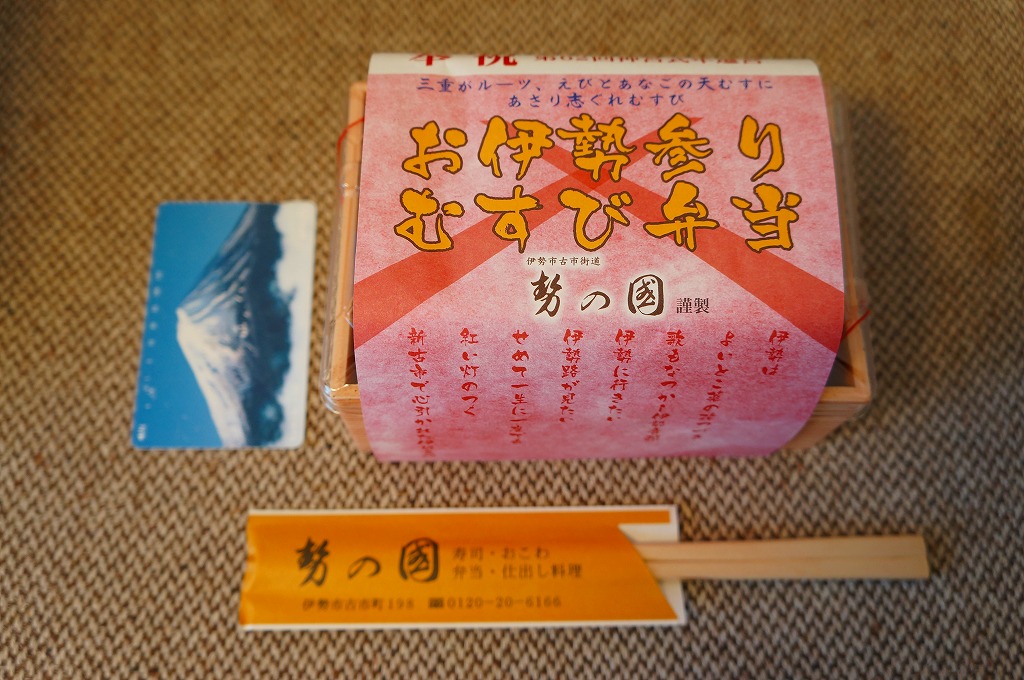 三重がルーツ、えびとあなごの天むすに
あさり志ぐれむすび
お伊勢参り
むすび弁当
伊勢市古市街道
勢の國 謹製
伊勢は
伊勢に行きたい
伊勢路が見たい
せめて一生に一度は
紅い灯のつく
勢の國
寿司・おこわ
弁当・仕出し料理
伊勢市古市町198 ☎0120-20-6166